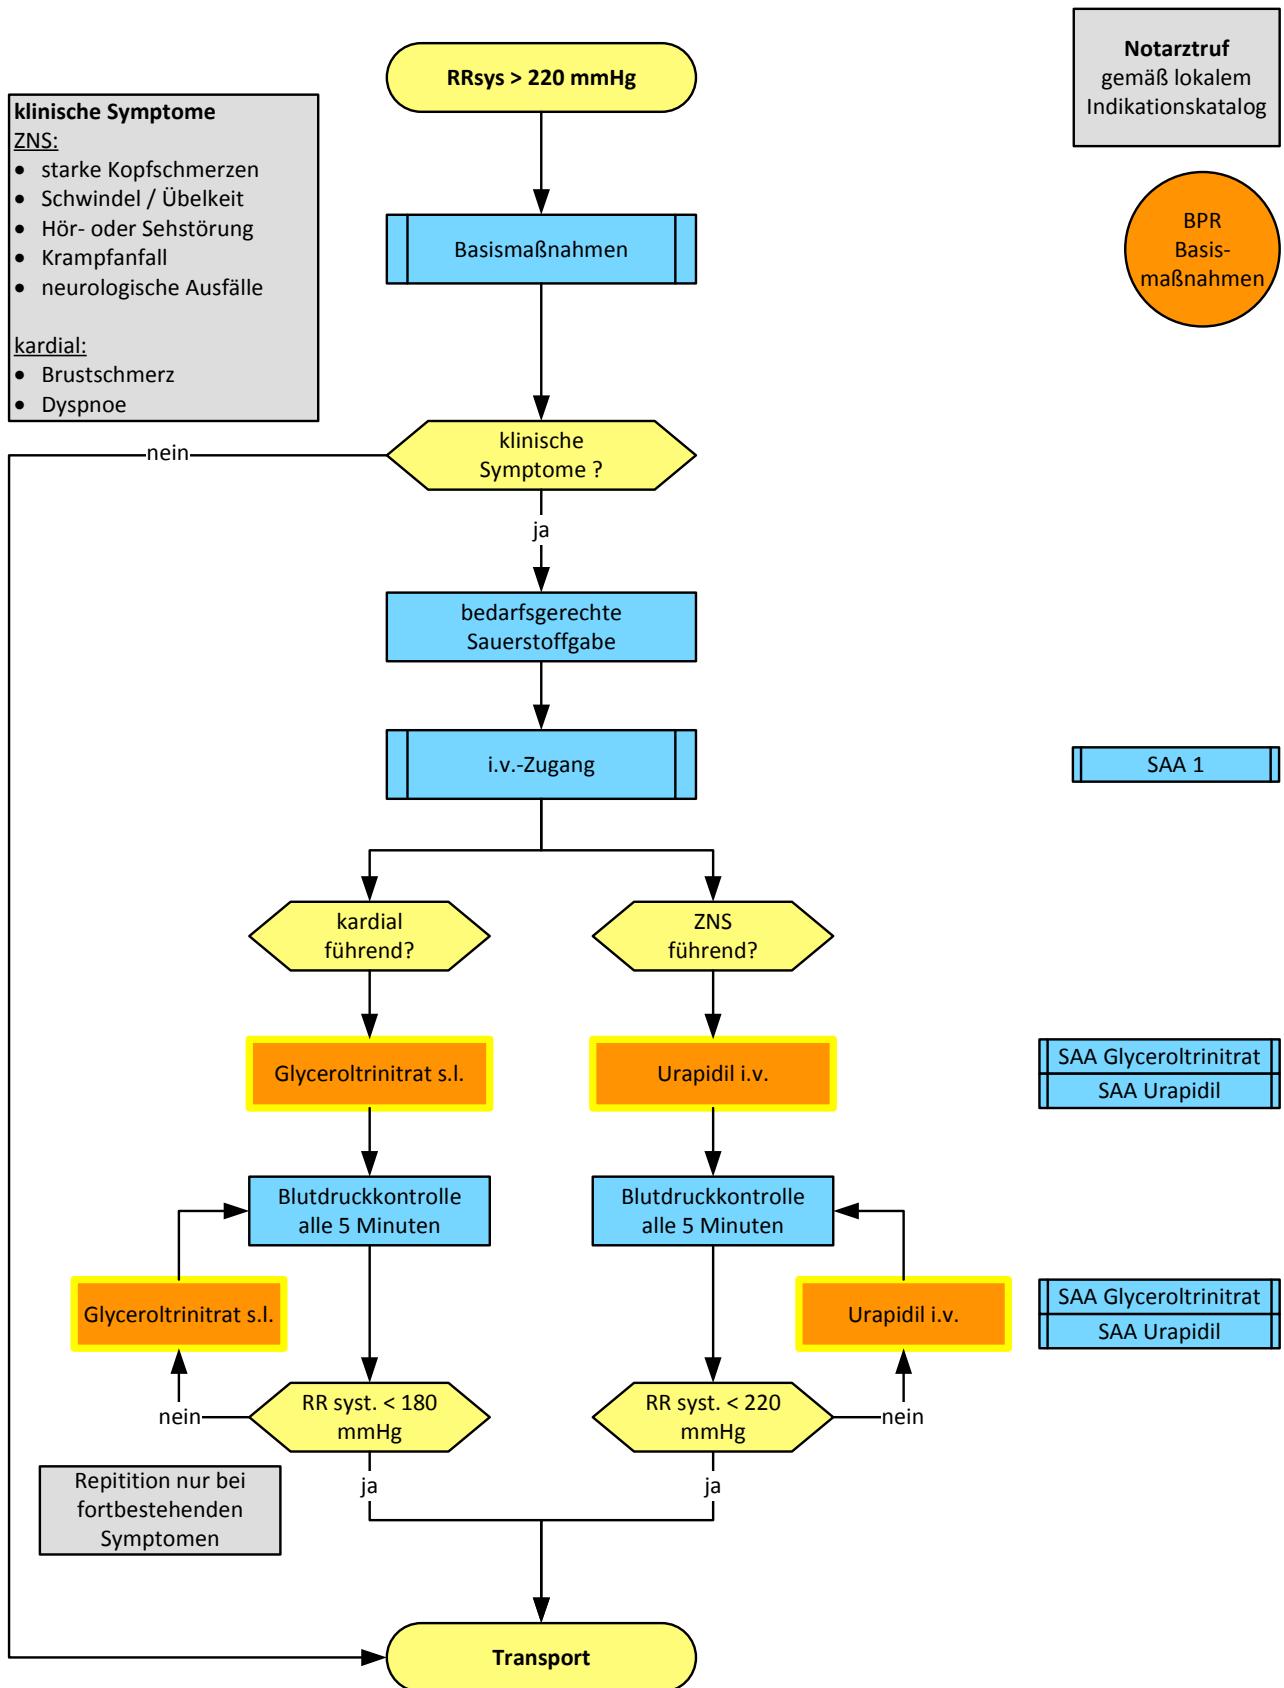 RRsys > 220 mmHg
Notarztruf
gemäß lokalem
Indikationskatalog
klinische Symptome
ZNS:
• starke Kopfschmerzen
• Schwindel / Übelkeit
• Hör- oder Sehstörung
• Krampfanfall
• neurologische Ausfälle
kardial:
• Brustschmerz
• Dyspnoe
BPR
Basis-
maßnahmen
Basismaßnahmen
klinische
Symptome ?
nein
ja
bedarfsgerechte
Sauerstoffgabe
i.v.-Zugang
SAA 1
kardial
führend?
ZNS
führend?
Glyceroltrinitrat s.l.
Urapidil i.v.
SAA Glyceroltrinitrat
SAA Urapidil
Blutdruckkontrolle
alle 5 Minuten
Blutdruckkontrolle
alle 5 Minuten
Glyceroltrinitrat s.l.
Urapidil i.v.
SAA Glyceroltrinitrat
SAA Urapidil
nein
RR syst. < 180
mmHg
RR syst. < 220
mmHg
nein
Repitition nur bei
fortbestehenden
Symptomen
ja
ja
Transport